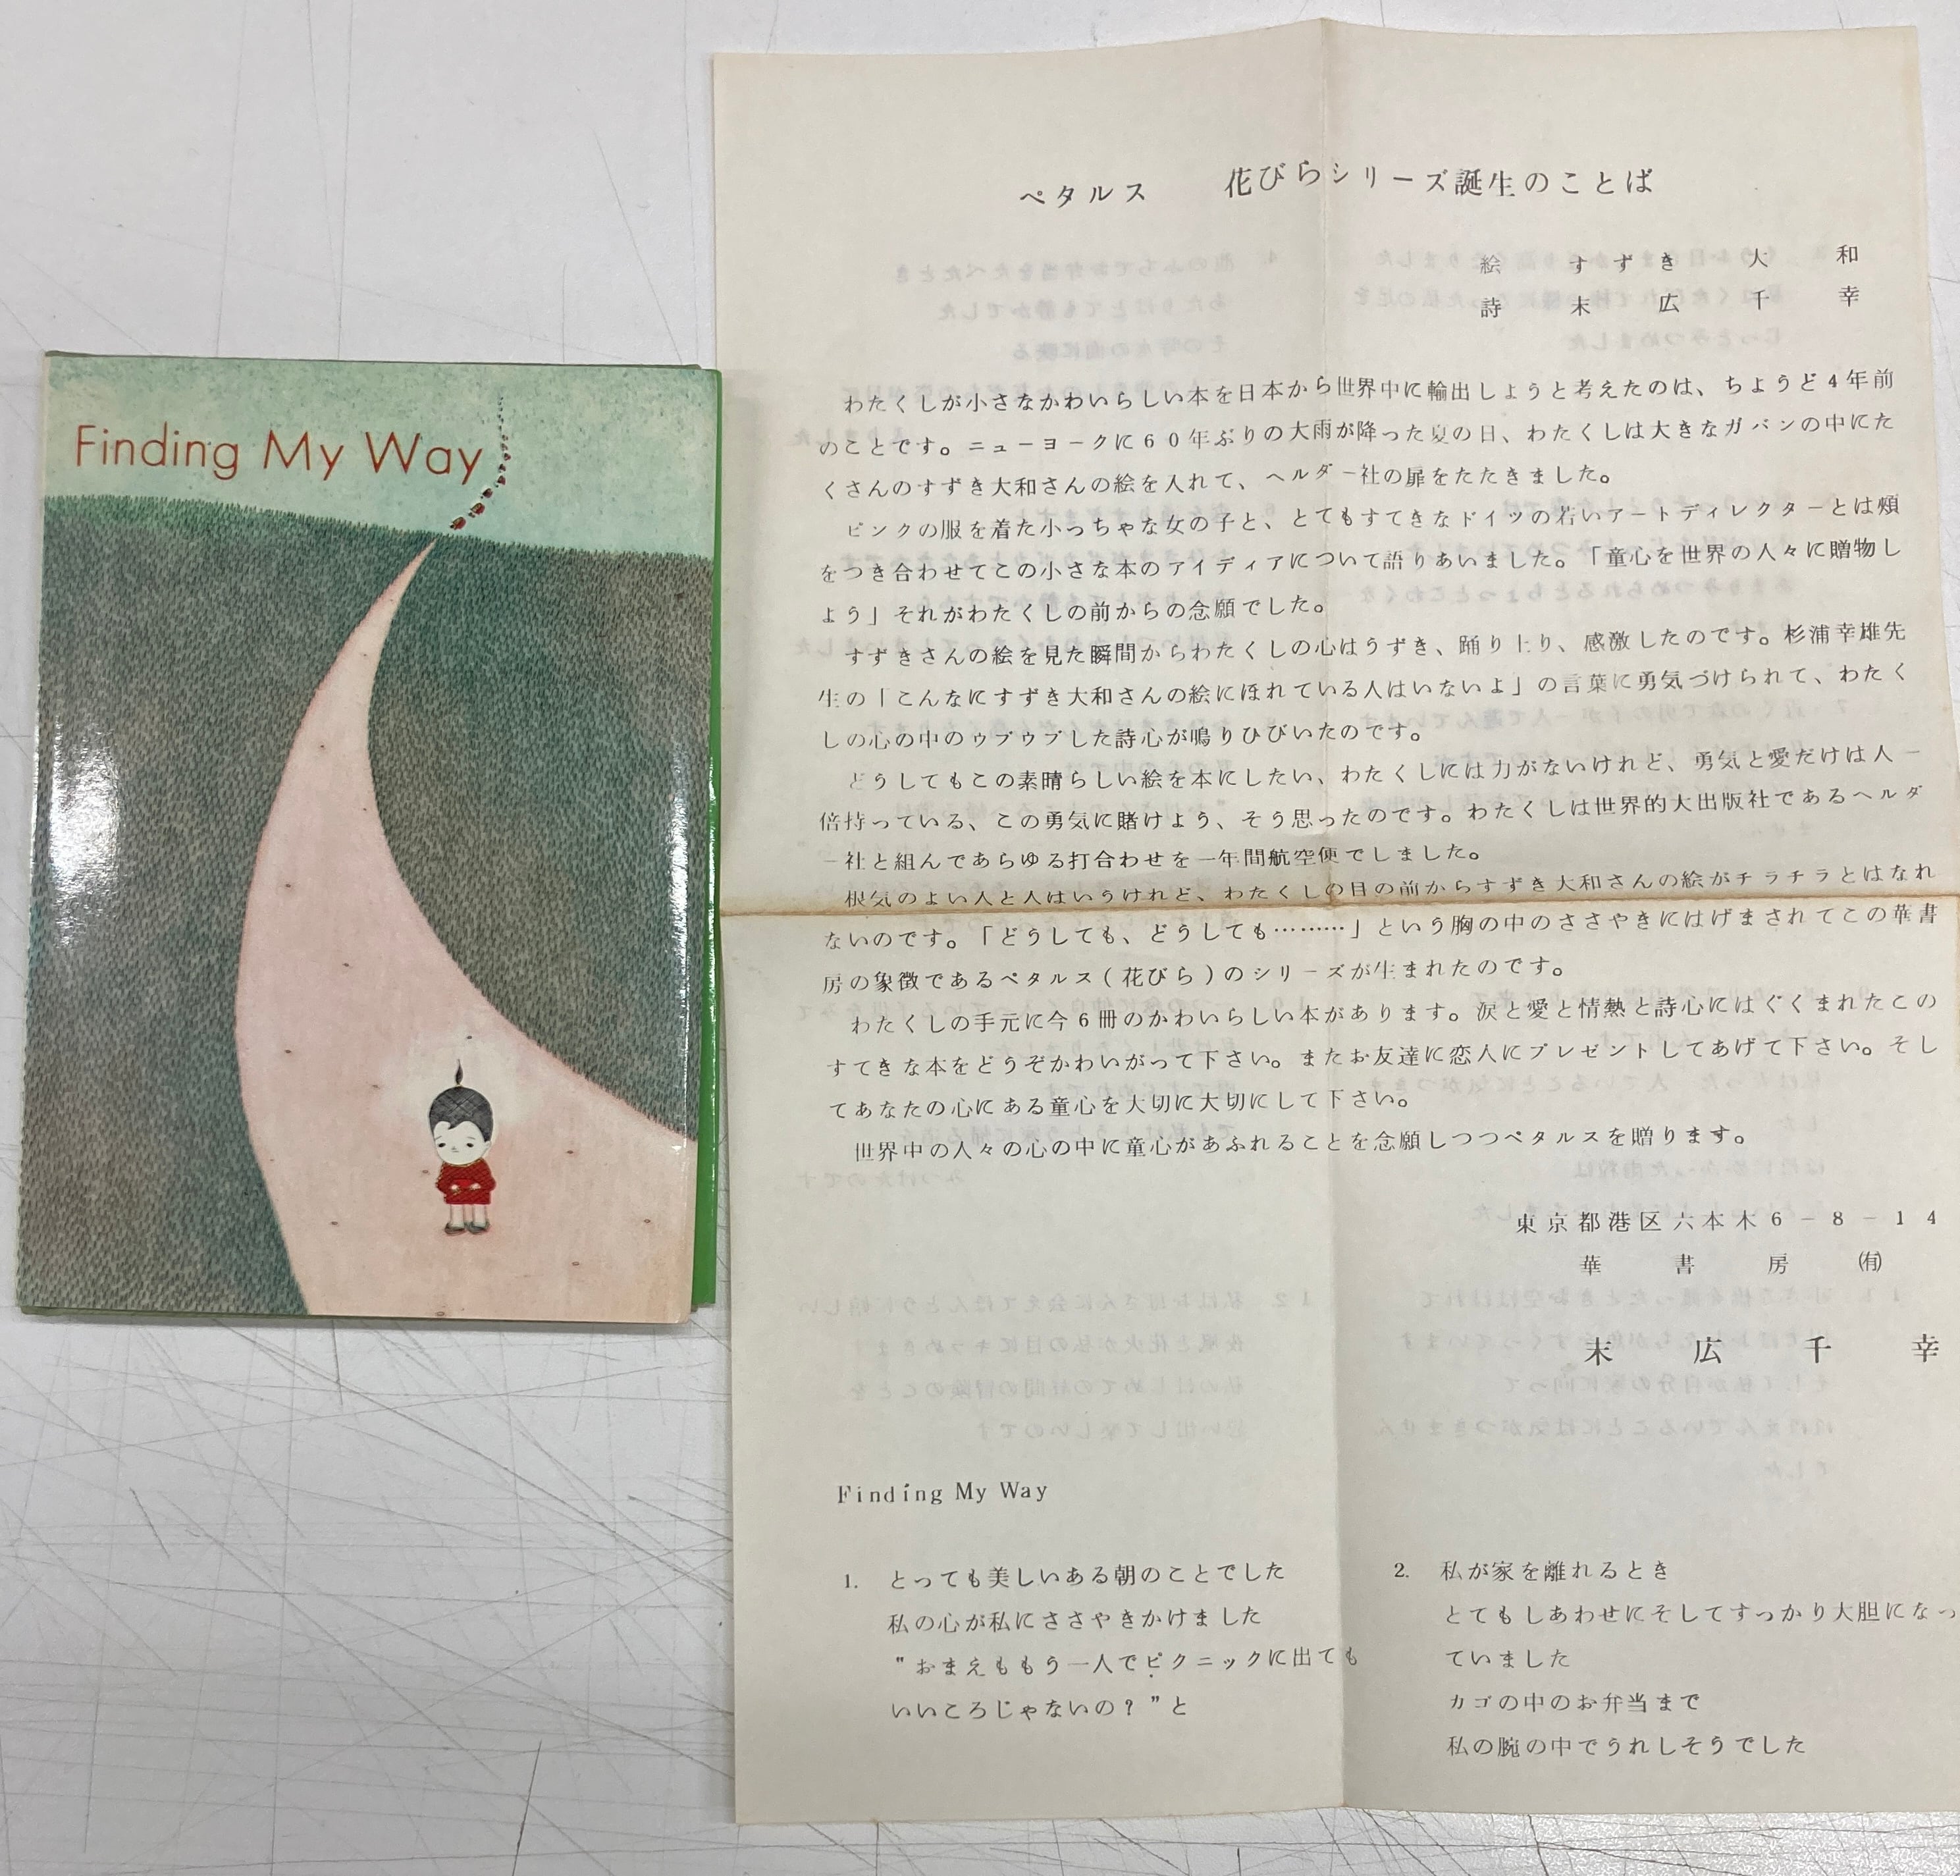 Finding My Way
ペタルス　花びらシリーズ誕生のことば
絵　すずき大和
詩　末広千幸
わたくしが小さなかわいらしい本を日本から世界中に輸出しようと考えたのは、ちょうど4年前
のことです。ニューヨークに60年ぶりの大雨が降った夏の日、わたくしは大きなガバンの中にた
くさんのすずき大和さんの絵を入れて、ヘルダー社の扉をたたきました。
ピンクの服を着た小っちゃな女の子と、とてもすてきなドイツの若いアートディレクターとは頬
をつき合わせてこの小さな本のアイディアについて語りあいました。「童心を世界の人々に贈物し
よう」それがわたくしの前からの念願でした。
すずきさんの絵を見た瞬間からわたくしの心はうずき、踊り上り、感激したのです。杉浦幸雄先
生の「こんなにすずき大和さんの絵にほれている人はいないよ」の言葉に勇気づけられて、わたく
しの心の中のゥブゥブした詩心が鳴りひびいたのです。
どうしてもこの素晴らしい絵を本にしたい、わたくしには力がないけれど、勇気と愛だけは人一
倍持っている、この勇気に賭けよう、そう思ったのです。わたくしは世界的大出版社であるヘルダ
ー社と組んであらゆる打合わせを一年間航空便でしました。
根気のよい人と人はいうけれど、わたくしの目の前からすずき大和さんの絵がチラチラとはなれ
ないのです。「どうしても、どうしても………」という胸の中のささやきにはげまされてこの華書
房の象徴であるペタルス(花びら)のシリーズが生まれたのです。
わたくしの手元に今6冊のかわいらしい本があります。涙と愛と情熱と詩心にはぐくまれたこの
すてきな本をどうぞかわいがって下さい。またお友達に恋人にプレゼントしてあげて下さい。そし
てあなたの心にある童心を大切に大切にして下さい。
世界中の人々の心の中に童心があふれることを念願しつつペタルスを贈ります。
東京都港区六本木6-8-14
華書房㈲
末広千幸
Finding My Way
1. とっても美しいある朝のことでした
私の心が私にささやきかけました
"おまえももう一人でピクニックに出ても
いいころじゃないの？"と
2. 私が家を離れるとき
とてもしあわせにそしてすっかり大胆になっ
ていました
カゴの中のお弁当まで
私の腕の中でうれしそうでした